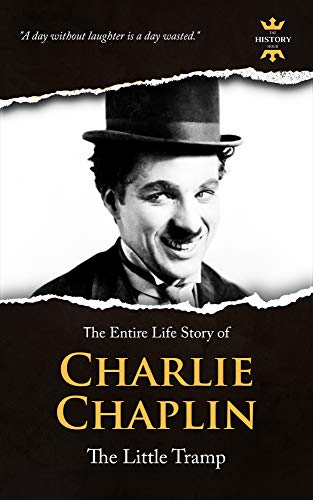 "A day without laughter is a day wasted."
THE
HISTORY
HOUR
The Entire Life Story of
CHARLIE
CHAPLIN
The Little Tramp